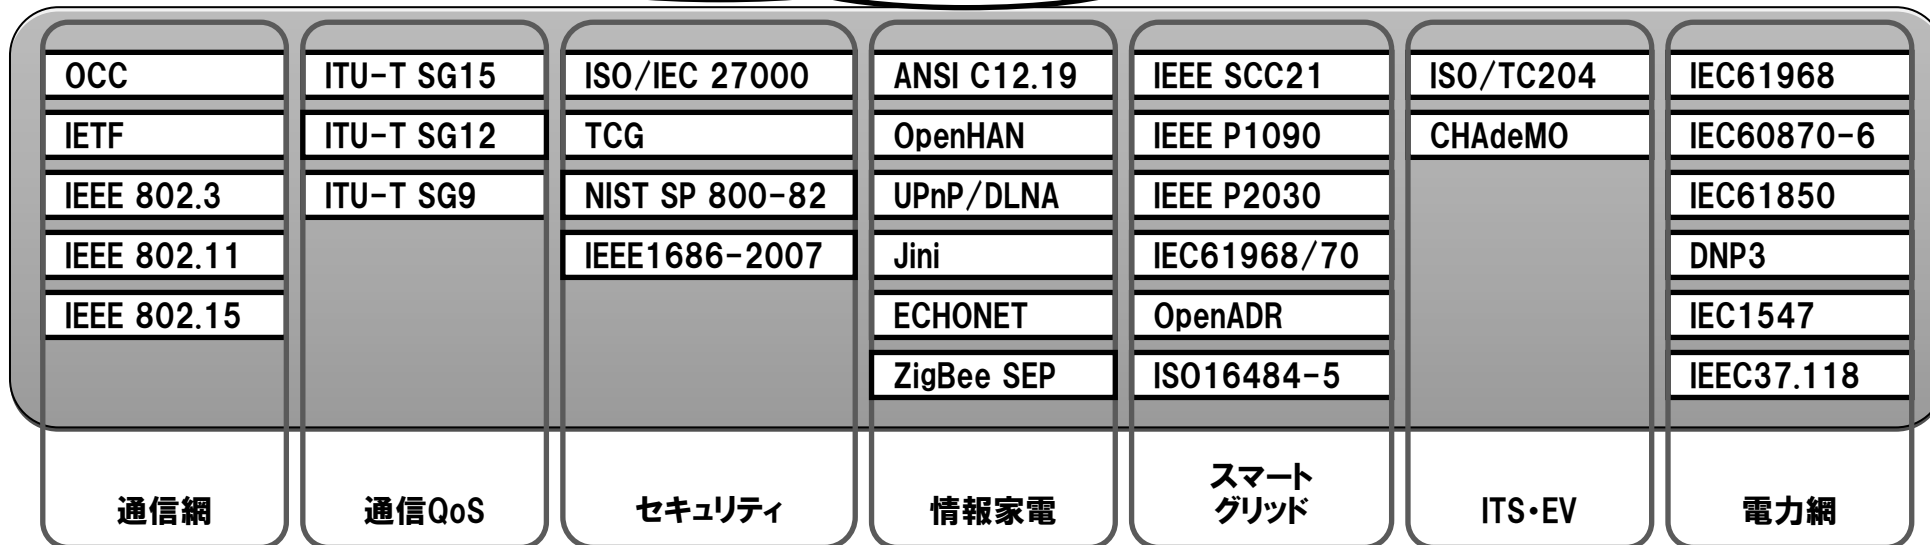 OCC
IETF
IEEE 802.3
IEEE 802.11
IEEE 802.15
通信網
ITU-T SG15
ITU-T SG12
ITU-T SG9
通信QoS
ISO/IEC 27000
TCG
NIST SP 800-82
IEEE1686-2007
セキュリティ
ANSI C12.19
OpenHAN
UPnP/DLNA
Jini
ECHONET
ZigBee SEP
情報家電
IEEE SCC21
IEEE P1090
IEEE P2030
IEC61968/70
OpenADR
ISO16484-5
スマート
グリッド
ISO/TC204
CHAdeMO
ITS・EV
IEC61968
IEC60870-6
IEC61850
DNP3
IEC1547
IEEC37.118
電力網